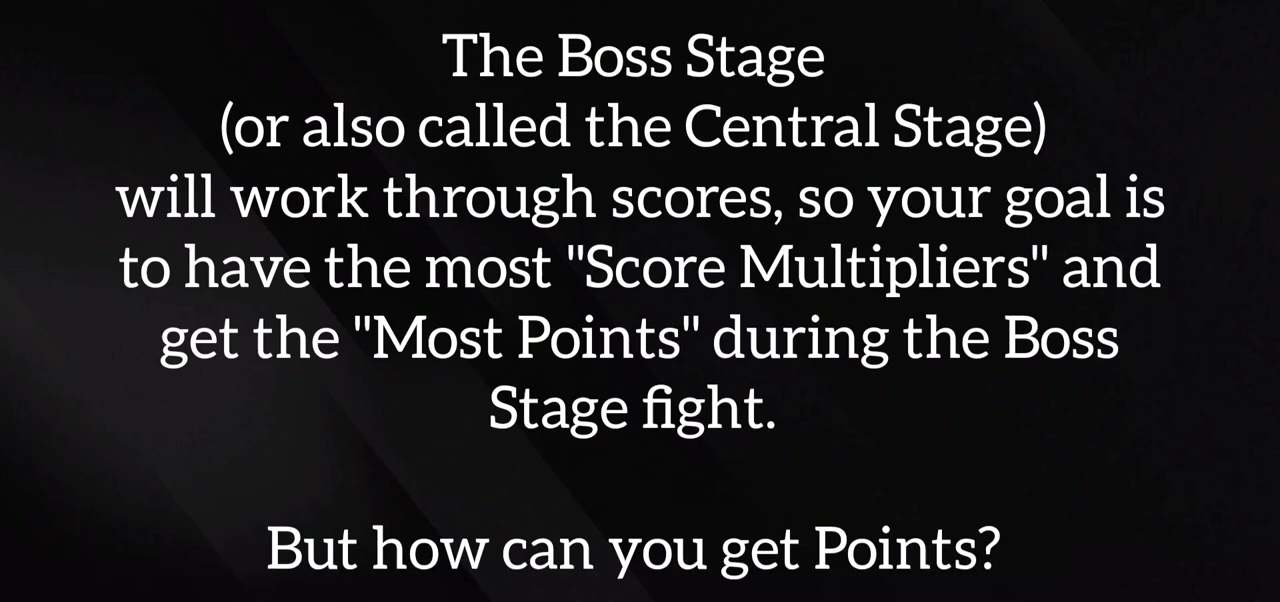 The Boss Stage
(or also called the Central Stage)
will work through scores, so your goal is
to have the most "Score Multipliers" and
get the "Most Points" during the Boss
Stage fight.
But how can you get Points?